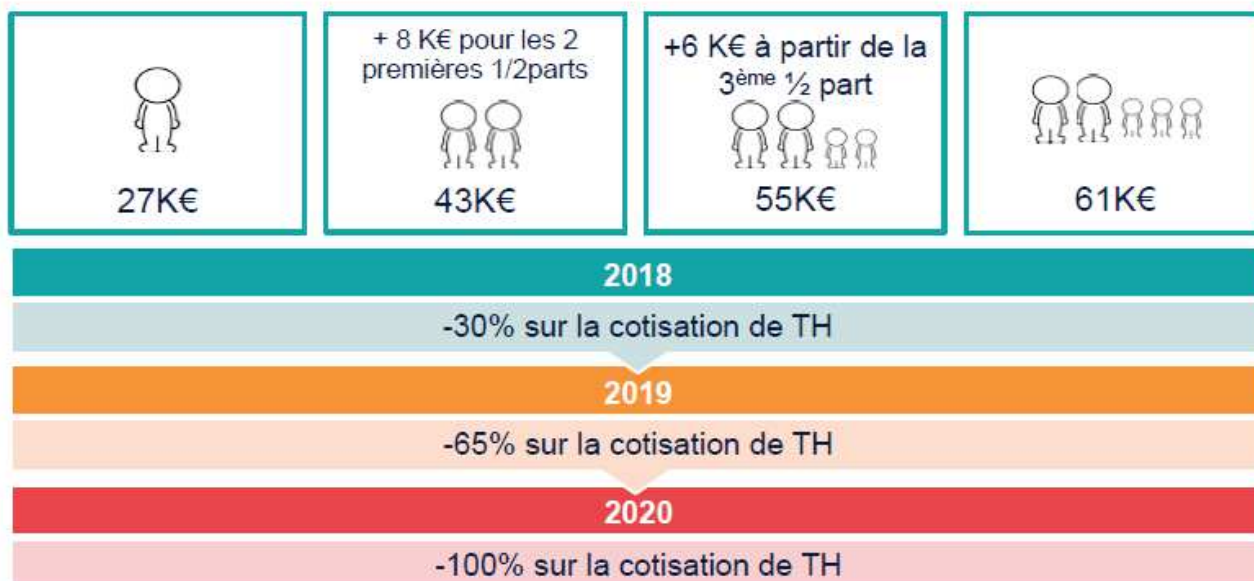 27K€
+ 8 K€ pour les 2
premières 1/2parts
43K€
+6 K€ à partir de la
3ème ½ part
55K€
61K€
2018
-30% sur la cotisation de TH
2019
-65% sur la cotisation de TH
2020
-100% sur la cotisation de TH